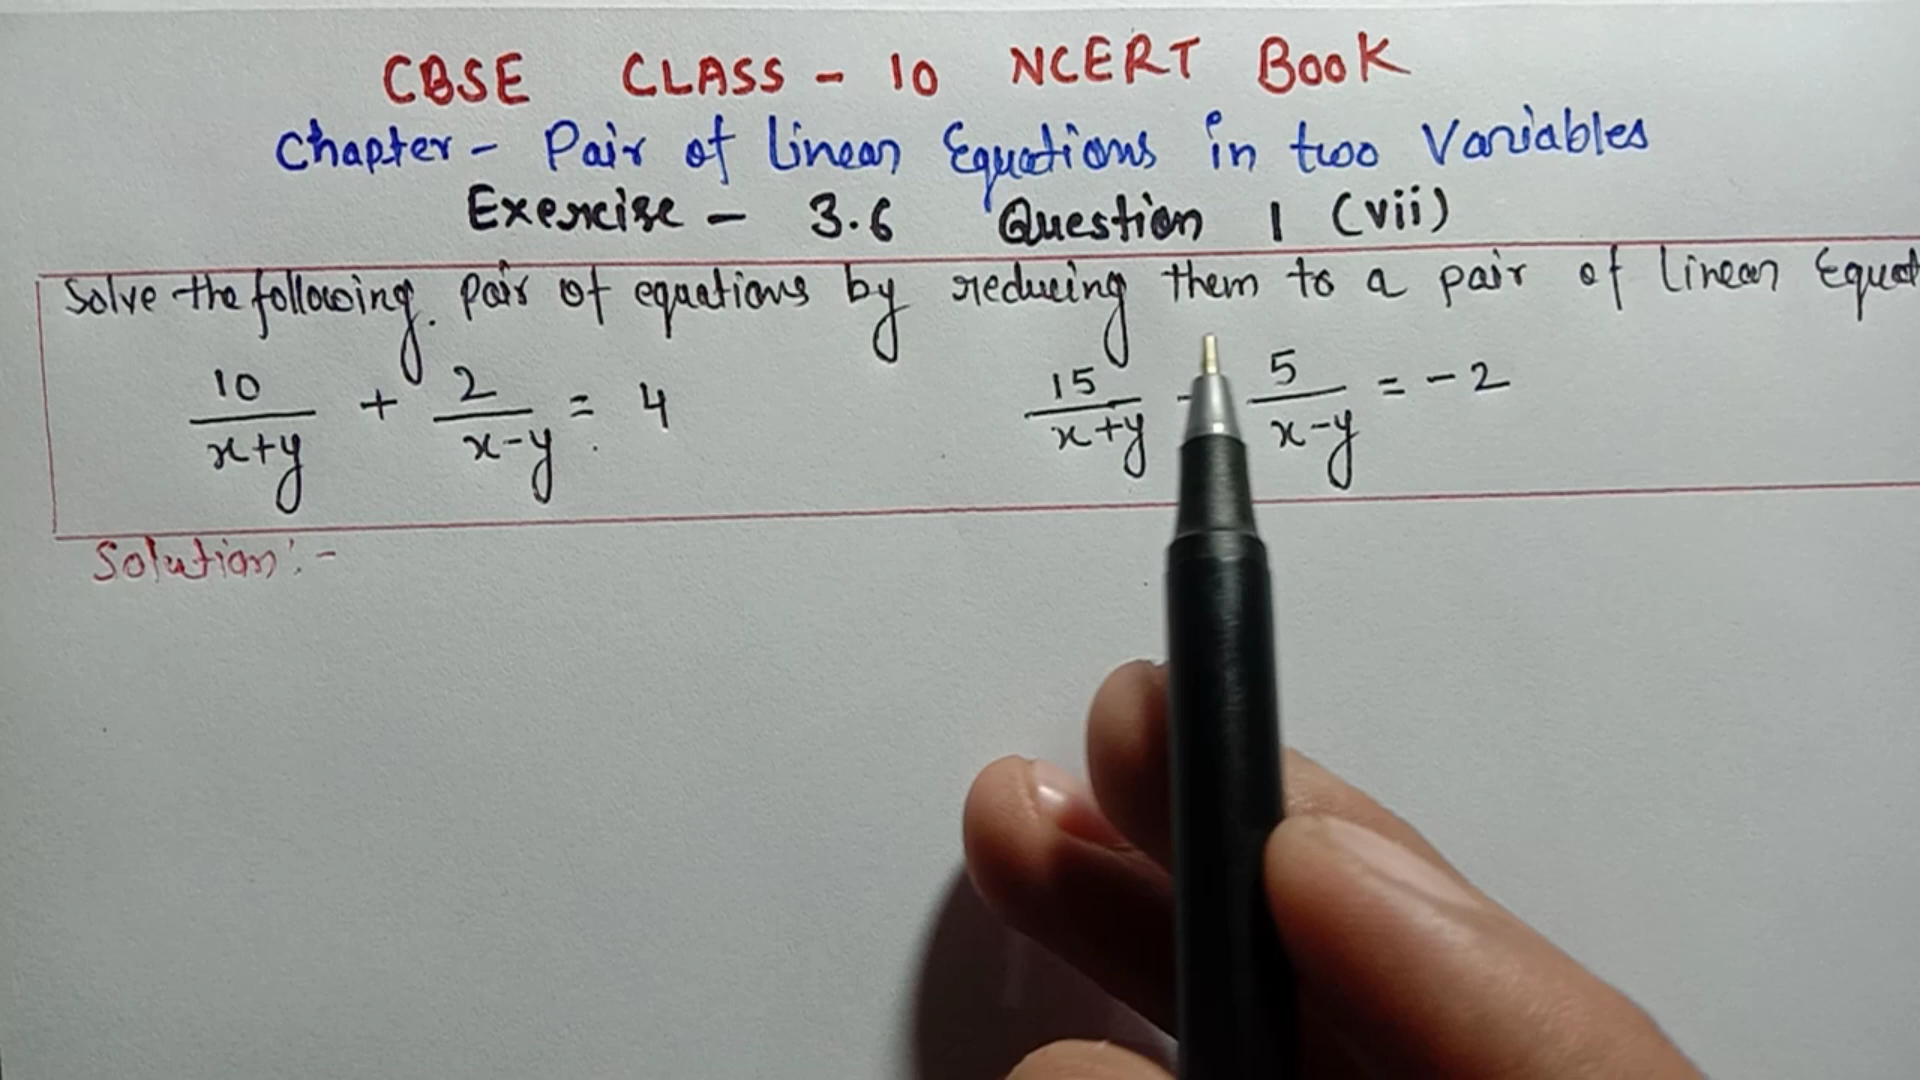 CBSE CLASS - 10 NCERT Book
Chapter - Pair of Linear Equations in two Variables
Exercise - 3.6 Question 1 (vii)
Solve the following. pair of equations by reducing them to a pair of linear Equat
10/(x+y) + 2/(x-y) = 4 15/(x+y) - 5/(x-y) = -2
Solution:-